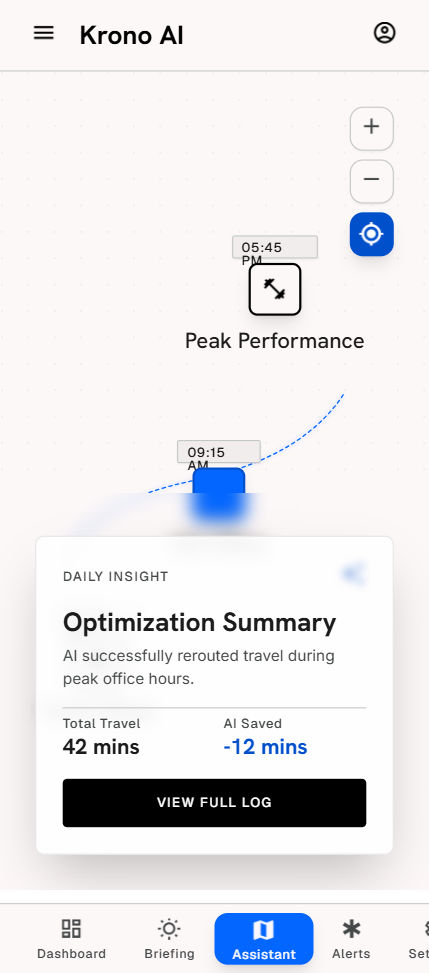 Krono AI
05:45
PM
Peak Performance
09:15
AM
DAILY INSIGHT
Optimization Summary
AI successfully rerouted travel during
peak office hours.
Total Travel
AI Saved
42 mins
-12 mins
VIEW FULL LOG
Dashboard
Briefing
Assistant
Alerts
Set